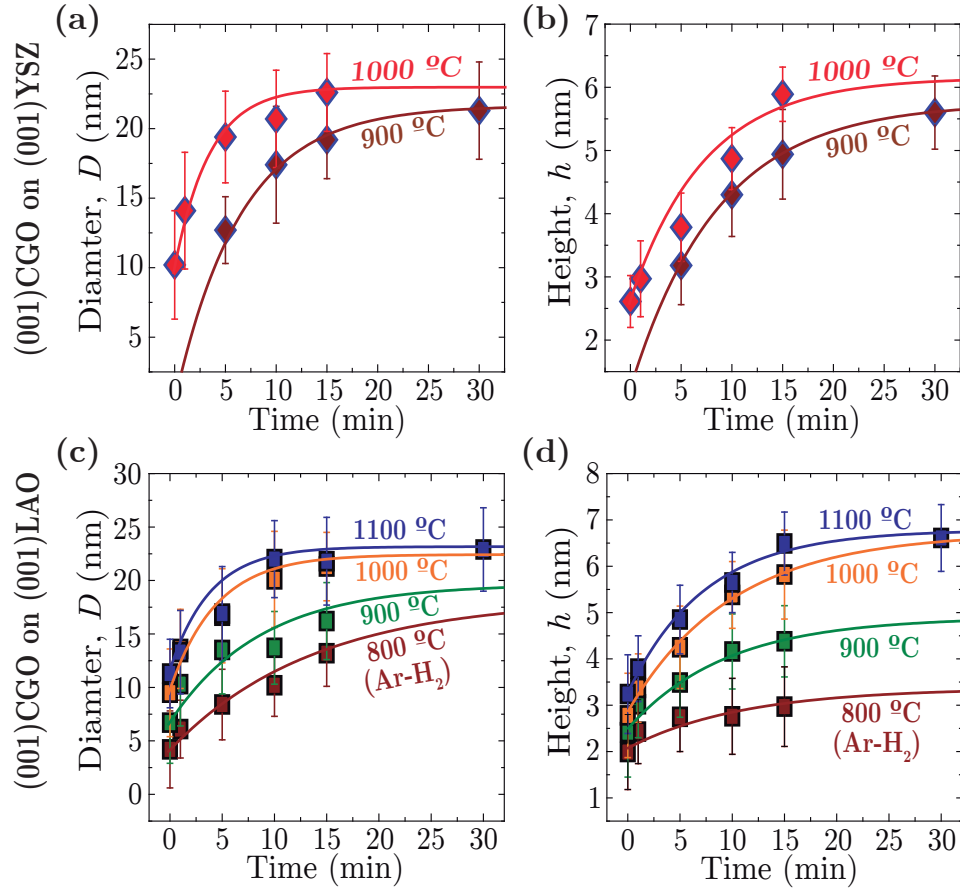 (a)
(001)CGO on (001)YSZ
Diamter, D (nm)
25
20
15
10
5
1000 ºC
900 ºC
0 5 10 15 20 25 30
Time (min)
(b)
Height, h (nm)
7
6
5
4
3
2
1000 ºC
900 ºC
0 5 10 15 20 25 30
Time (min)
(c)
(001)CGO on (001)LAO
Diamter, D (nm)
30
25
20
15
10
5
0
1100 ºC
1000 ºC
900 ºC
800 ºC
(Ar-H₂)
0 5 10 15 20 25 30
Time (min)
(d)
Height, h (nm)
8
7
6
5
4
3
2
1
1100 ºC
1000 ºC
900 ºC
800 ºC
(Ar-H₂)
0 5 10 15 20 25 30
Time (min)